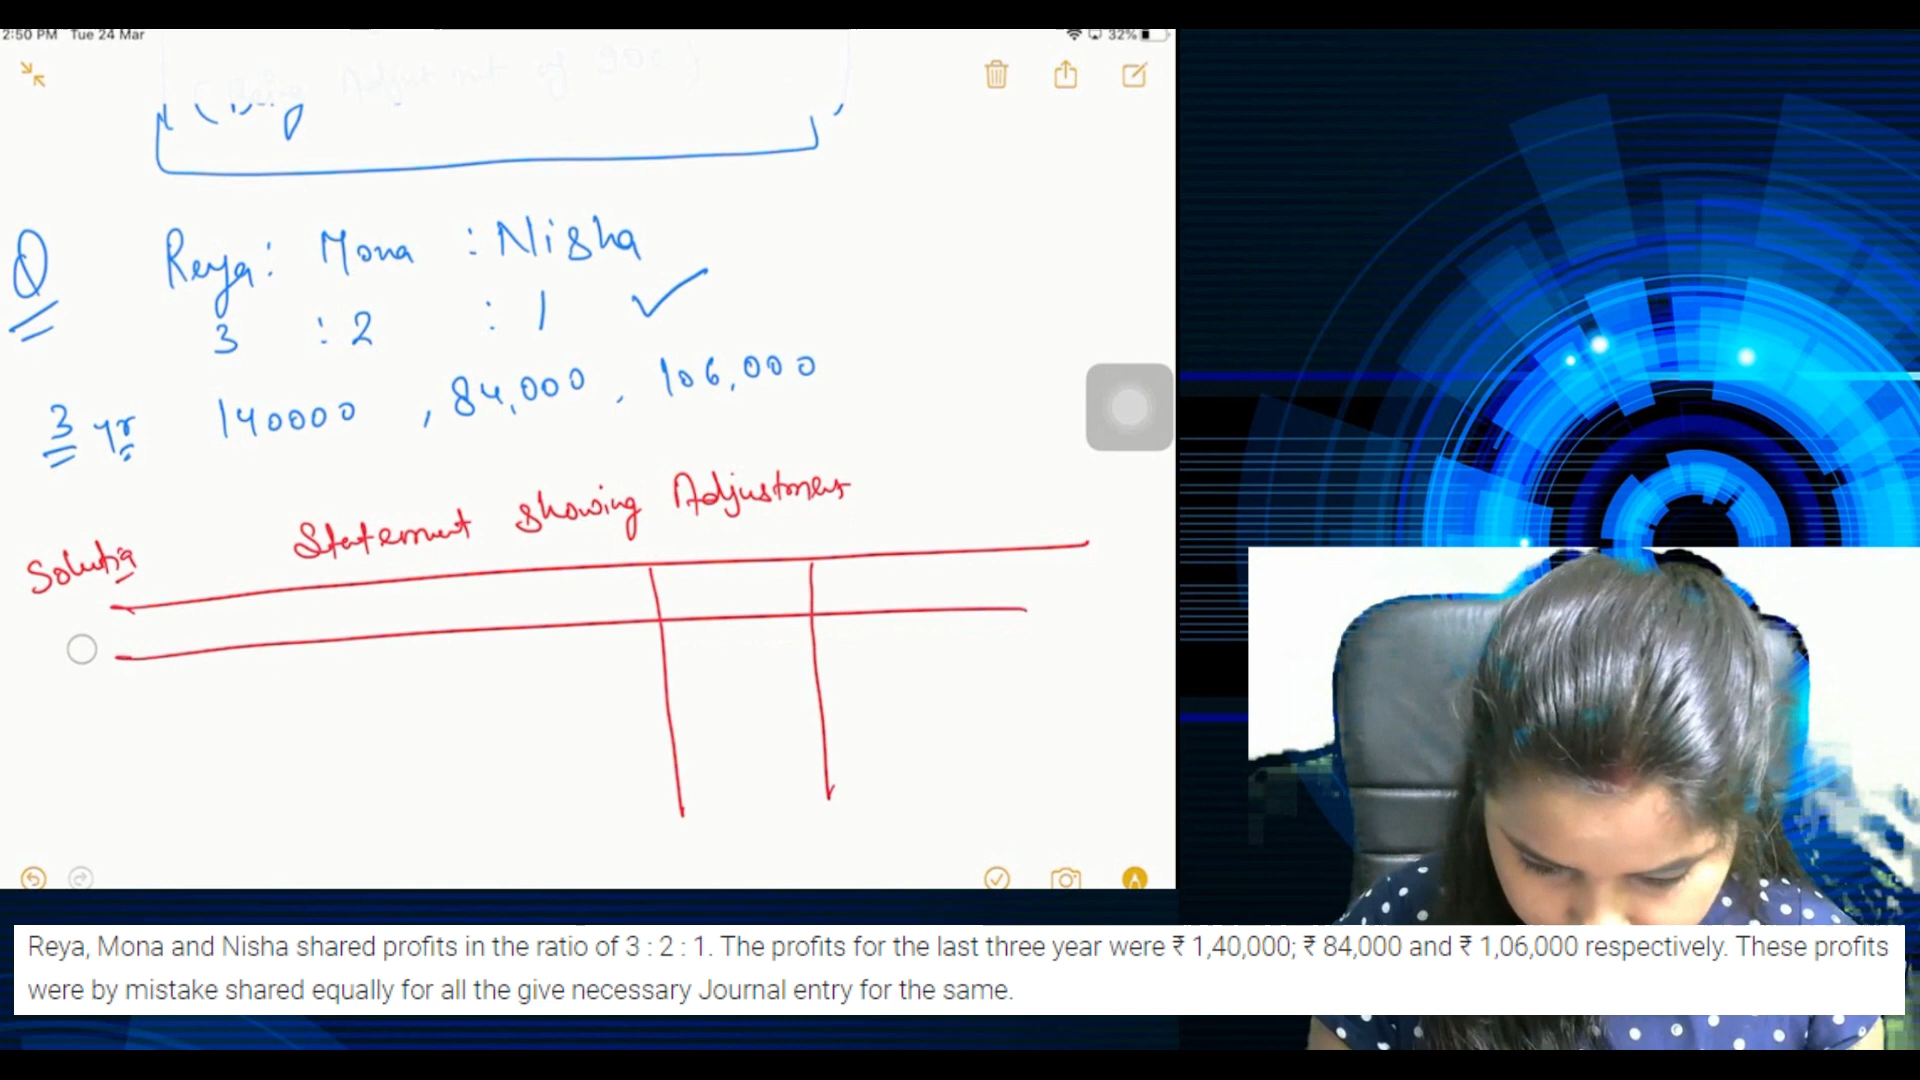 2:50 PM Tue 24 Mar
32%
Q Reya: Mona : Nisha
3 : 2 : 1
3 yr 140000 , 84,000 , 106,000
Statement showing Adjustment
Solution
Reya, Mona and Nisha shared profits in the ratio of 3 : 2 : 1. The profits for the last three year were ₹ 1,40,000; ₹ 84,000 and ₹ 1,06,000 respectively. These profits
were by mistake shared equally for all the give necessary Journal entry for the same.